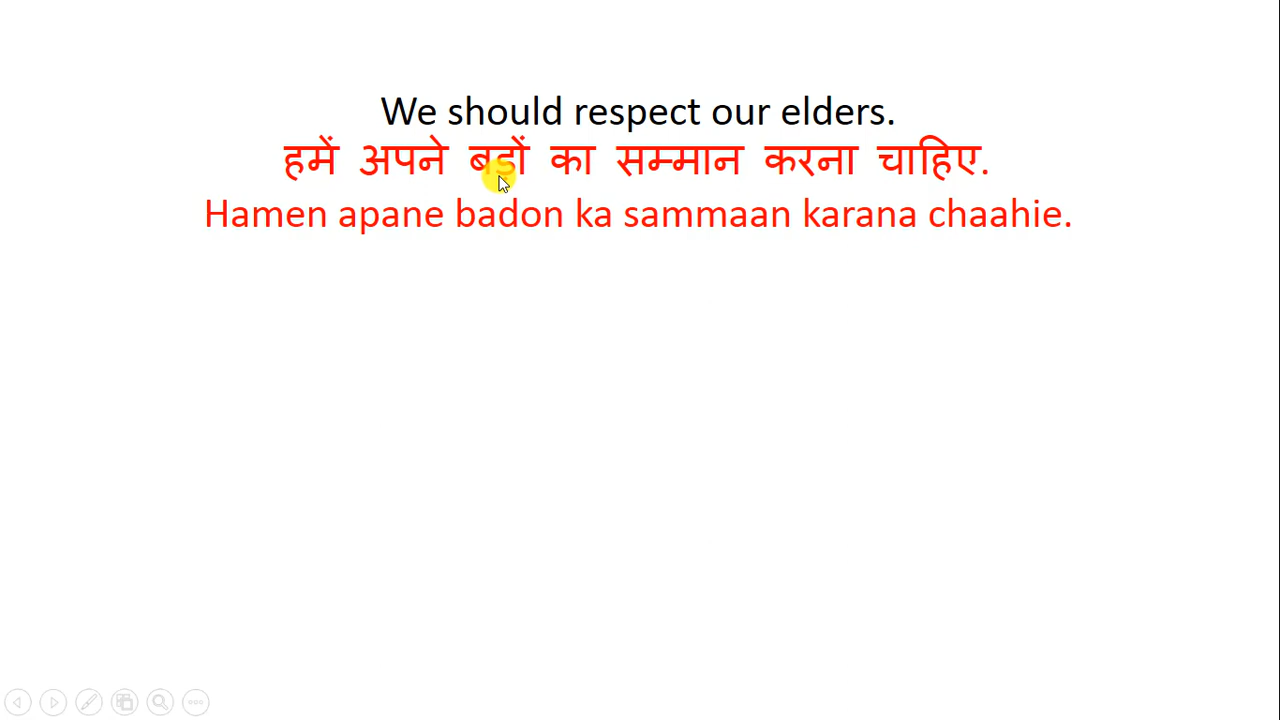 We should respect our elders.
हमें अपने बडों का सम्मान करना चाहिए.
Hamen apane badon ka sammaan karana chaahie.